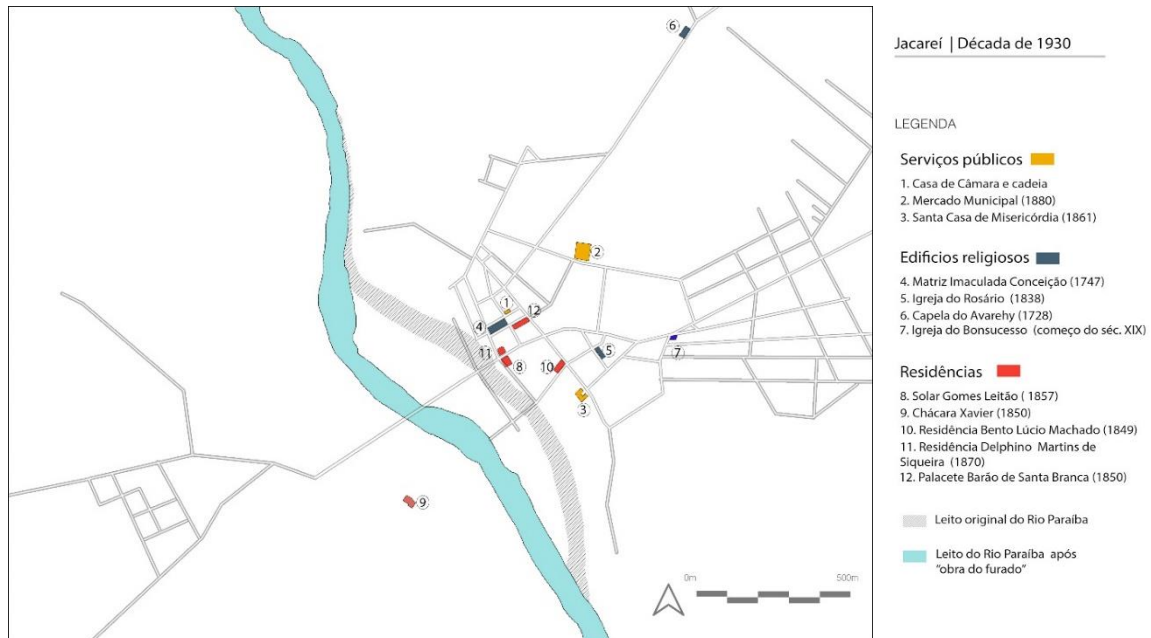 Jacareí | Década de 1930
LEGENDA
Serviços públicos
1. Casa de Câmara e cadeia
2. Mercado Municipal (1880)
3. Santa Casa de Misericórdia (1861)
Edificios religiosos
4. Matriz Imaculada Conceição (1747)
5. Igreja do Rosário (1838)
6. Capela do Avarehy (1728)
7. Igreja do Bonsucesso (começo do séc. XIX)
Residências
8. Solar Gomes Leitão ( 1857)
9. Chácara Xavier (1850)
10. Residência Bento Lúcio Machado (1849)
11. Residência Delphino Martins de
Siqueira (1870)
12. Palacete Barão de Santa Branca (1850)
Leito original do Rio Paraíba
Leito do Rio Paraíba após
"obra do furado"
6
2
1
12
4
11
8
10
5
7
3
9
0m
500m